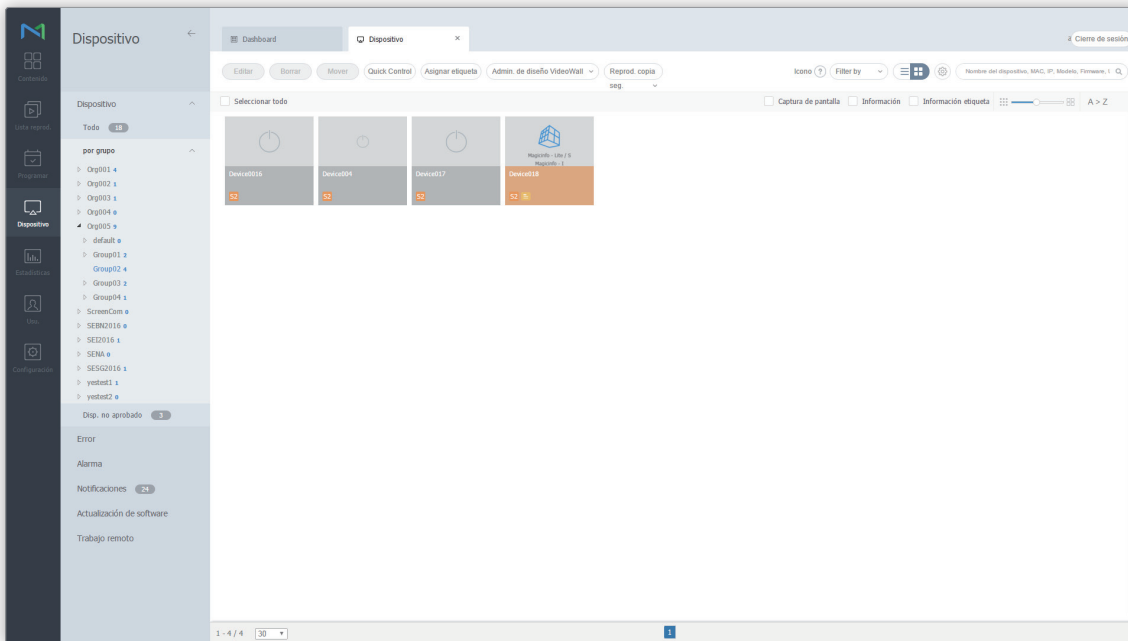 Contenido
Lista reprod.
Programar
Dispositivo
Estadísticas
Configuración
Dispositivo
Dispositivo
Todo 18
por grupo
Org001 4
Org002 1
Org003 1
Org004 0
Org005 9
default 0
Group01 2
Group02 4
Group03 2
Group04 1
ScreenCom 0
SEBN2016 0
SEI2016 1
SENA 0
SESG2016 1
yestest1 1
yestest2 0
Disp. no aprobado 3
Error
Alarma
Notificaciones 24
Actualización de software
Trabajo remoto
Dashboard
Dispositivo ×
Cierre de sesión
Editar Borrar Mover Quick Control Asignar etiqueta Admin. de diseño VideoWall Reprod. copia
seg.
Icono ? Filter by Nombre del dispositivo, MAC, IP, Modelo, Firmware,
Seleccionar todo Captura de pantalla Información Información etiqueta A > Z
Device0016
S2
Device004
S2
Device017
S2
MagicInfo - Lite / S
MagicInfo - I
Device018
S2 S
1 - 4 / 4 30 1